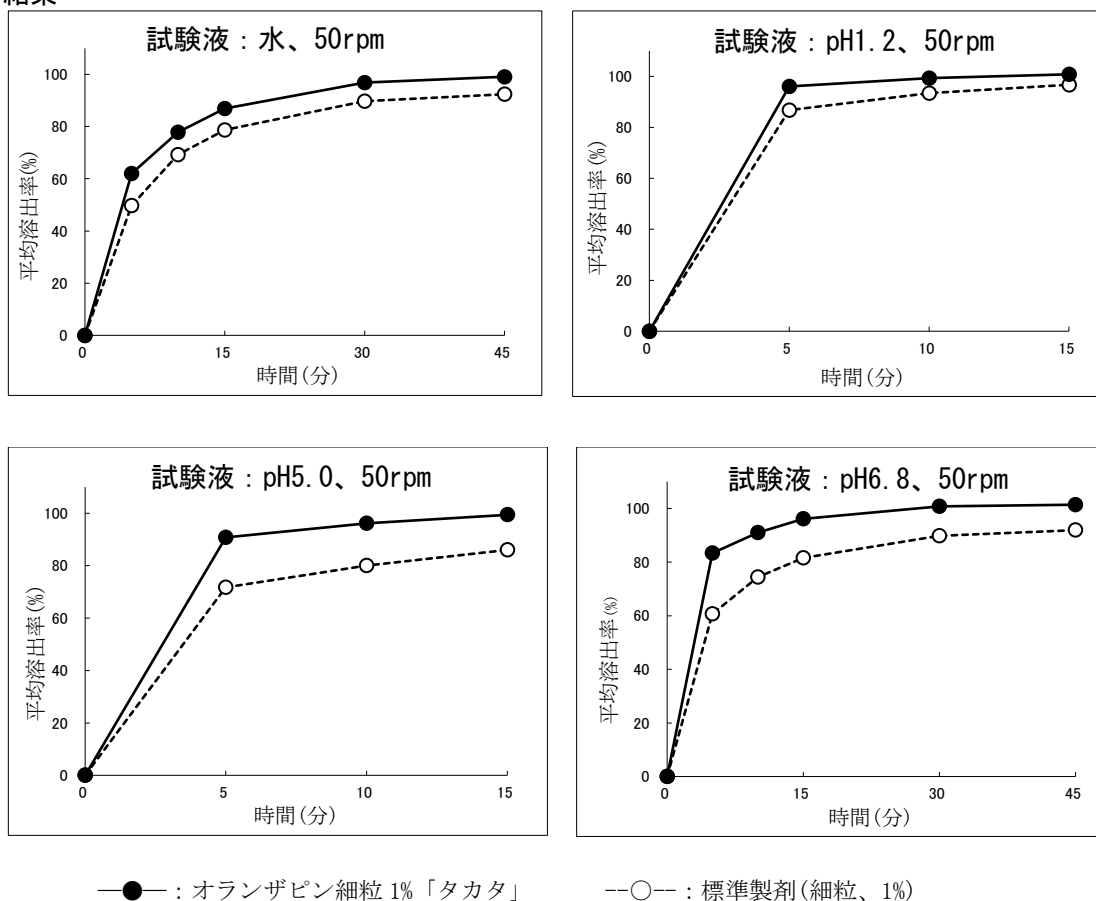 結果
試験液：水、50rpm
平均溶出率(%)
100
80
60
40
20
0
0 15 30 45
時間(分)
試験液：pH1.2、50rpm
平均溶出率(%)
100
80
60
40
20
0
0 5 10 15
時間(分)
試験液：pH5.0、50rpm
平均溶出率(%)
100
80
60
40
20
0
0 5 10 15
時間(分)
試験液：pH6.8、50rpm
平均溶出率(%)
100
80
60
40
20
0
0 15 30 45
時間(分)
―●―：オランザピン細粒 1%「タカタ」 --○--：標準製剤(細粒、1%)